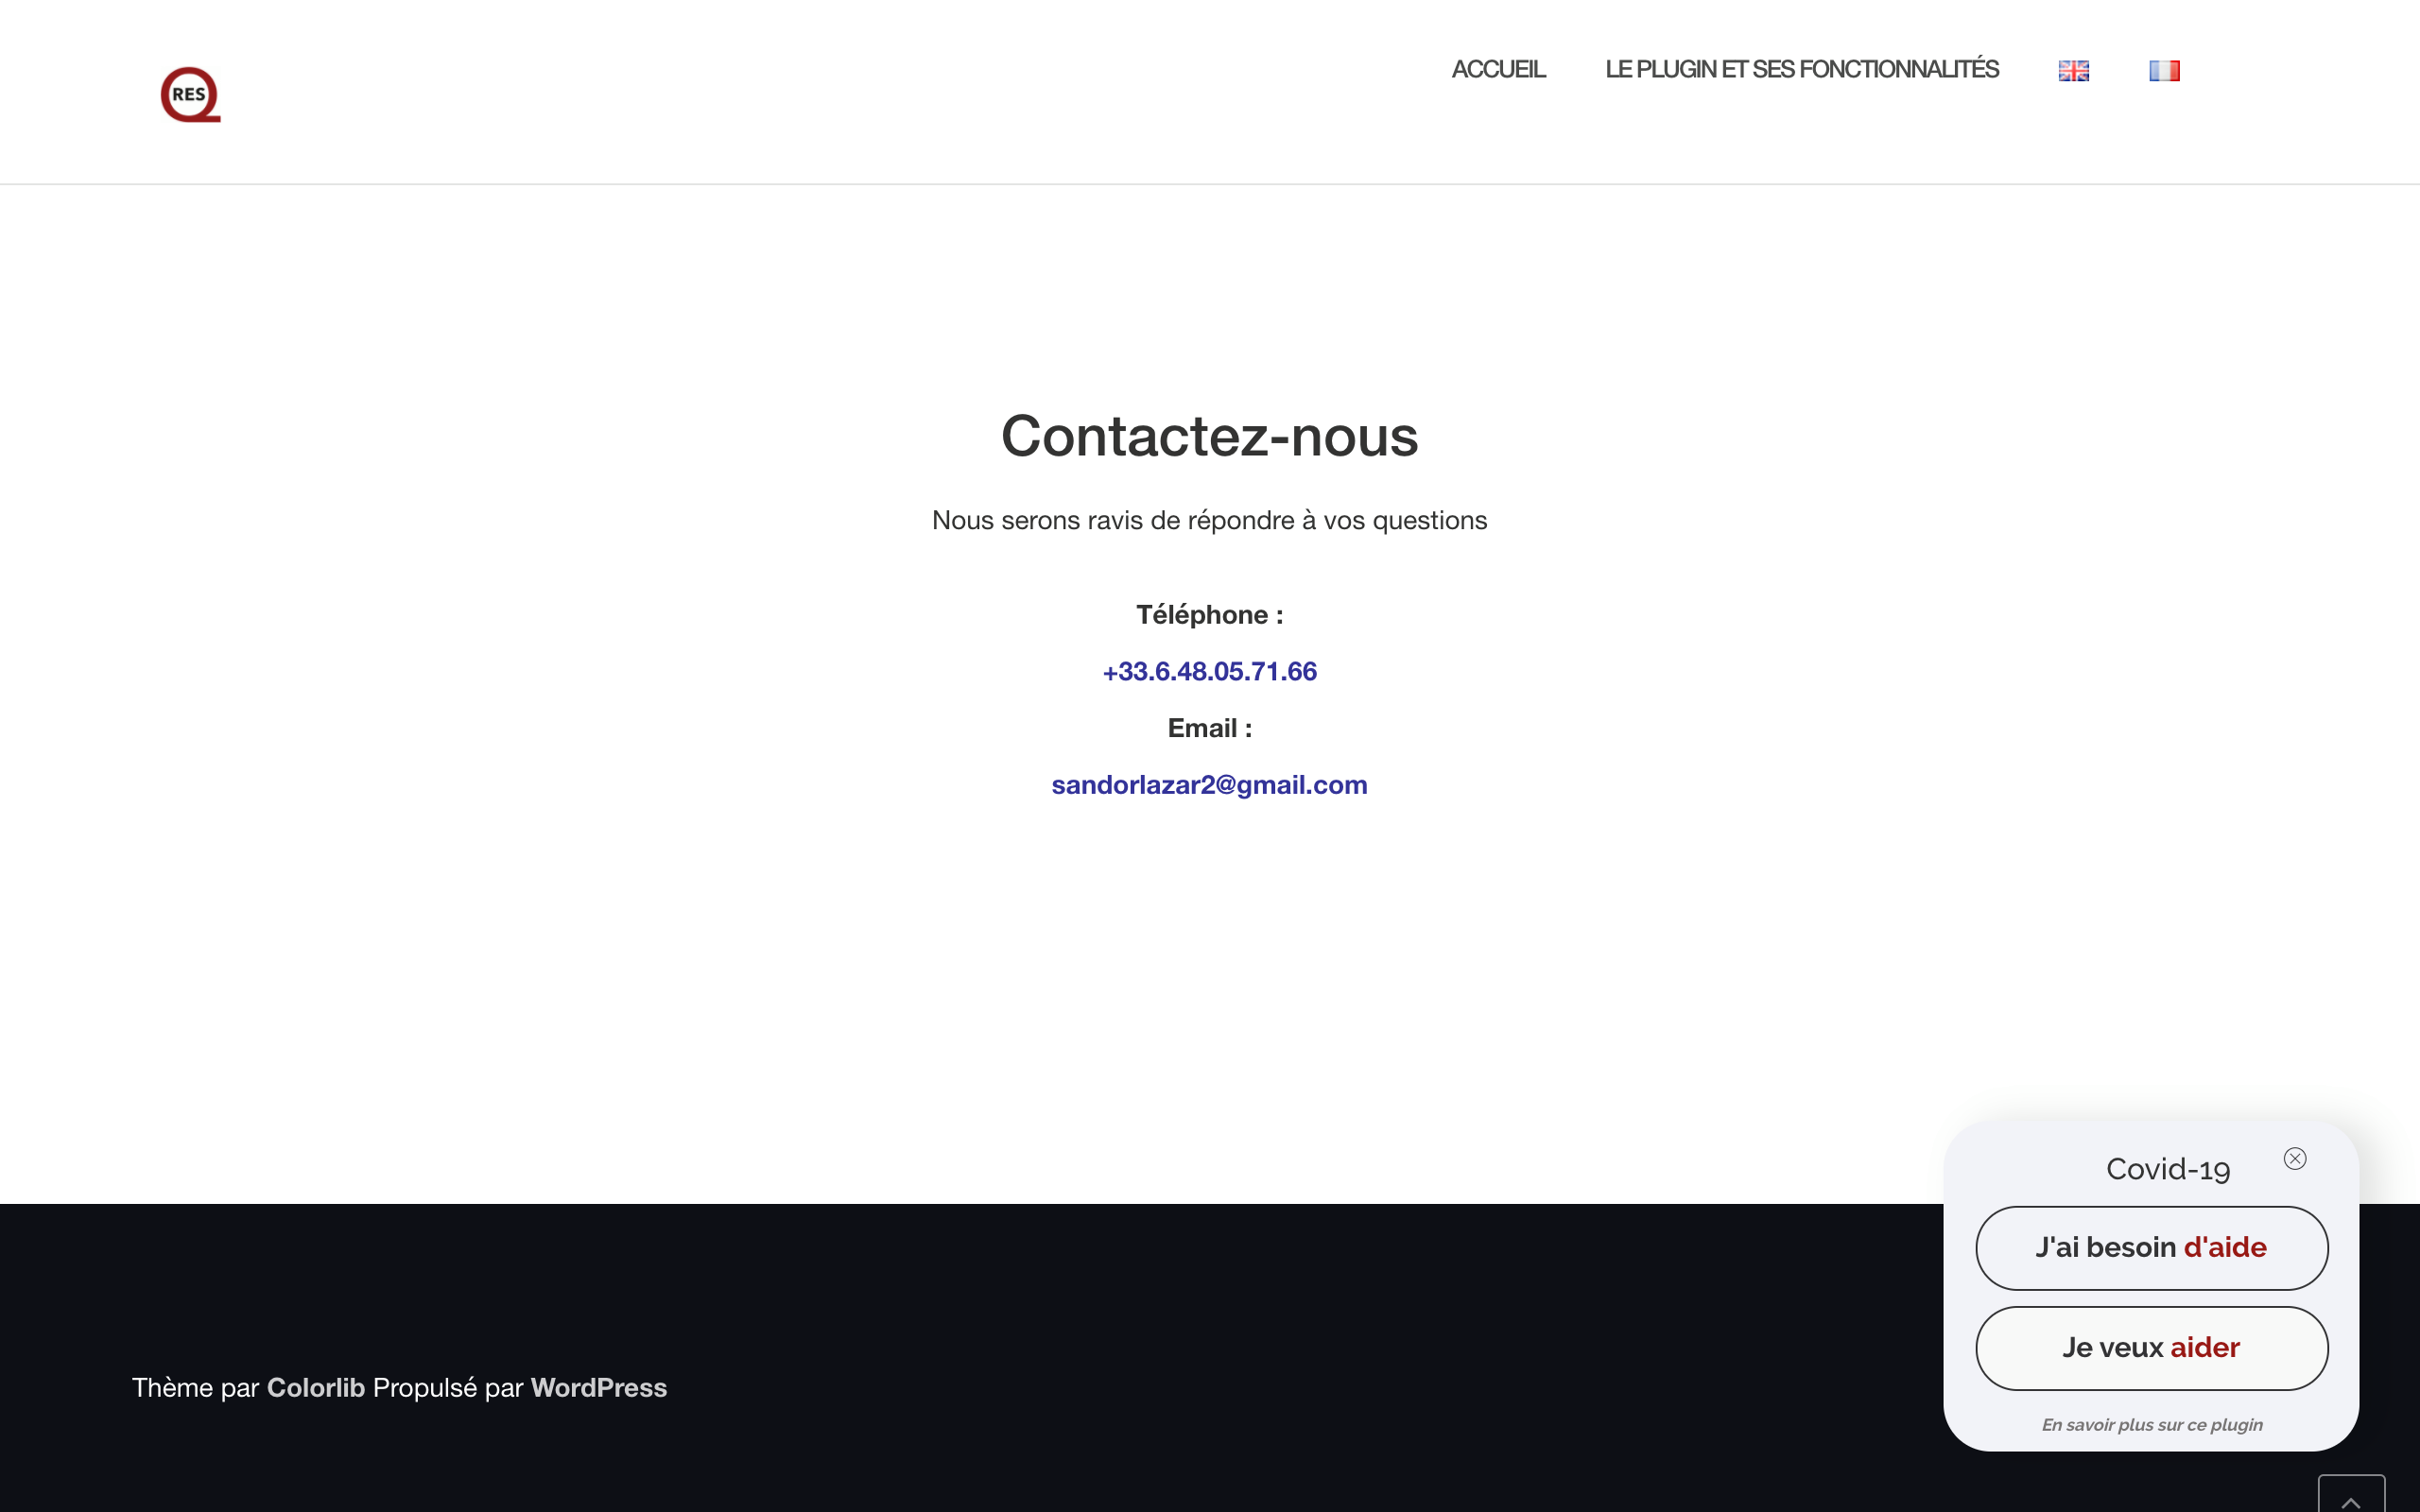 RES
ACCUEIL
LE PLUGIN ET SES FONCTIONNALITÉS
Contactez-nous
Nous serons ravis de répondre à vos questions
Téléphone :
+33.6.48.05.71.66
Email :
sandorlazar2@gmail.com
Covid-19
J'ai besoin d'aide
Je veux aider
En savoir plus sur ce plugin
Thème par Colorlib Propulsé par WordPress